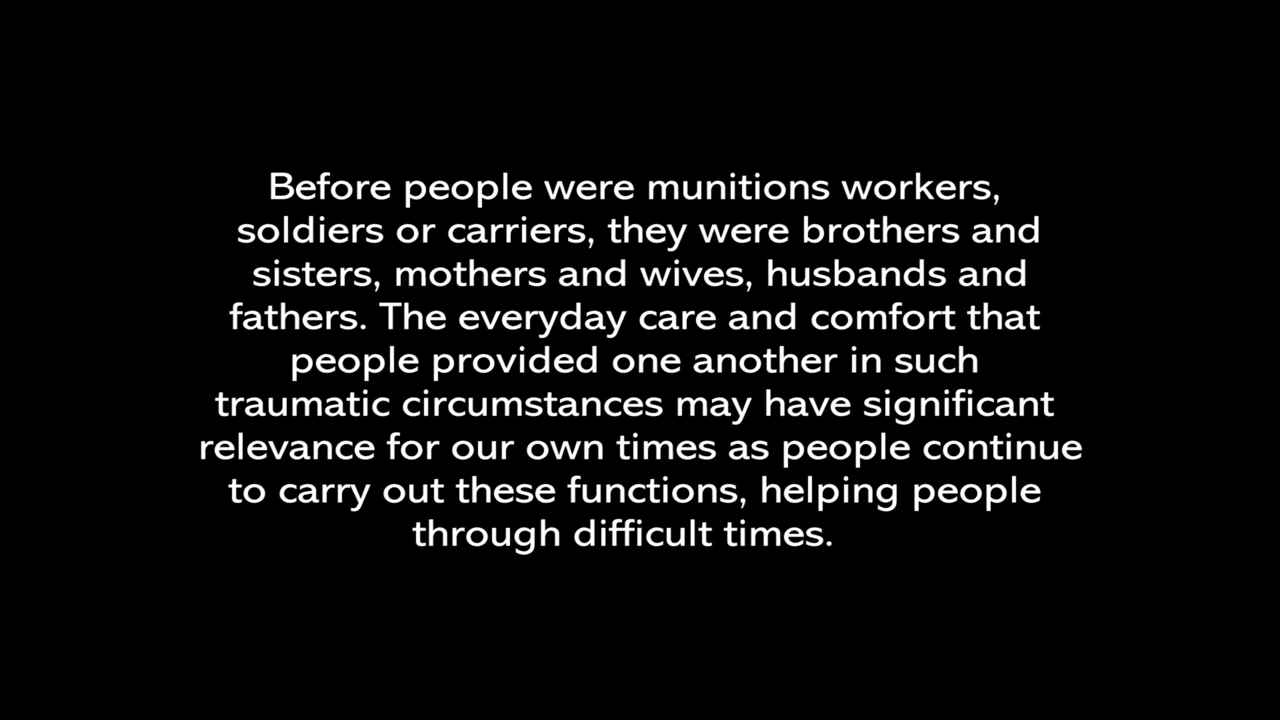 Before people were munitions workers,
soldiers or carriers, they were brothers and
sisters, mothers and wives, husbands and
fathers. The everyday care and comfort that
people provided one another in such
traumatic circumstances may have significant
relevance for our own times as people continue
to carry out these functions, helping people
through difficult times.